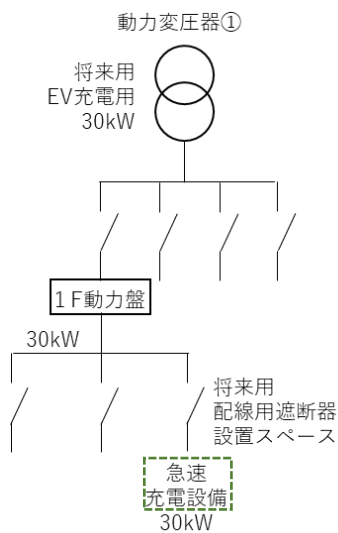 動力変圧器①
将来用
EV充電用
30kW
１F動力盤
30kW
将来用
配線用遮断器
設置スペース
急速
充電設備
30kW